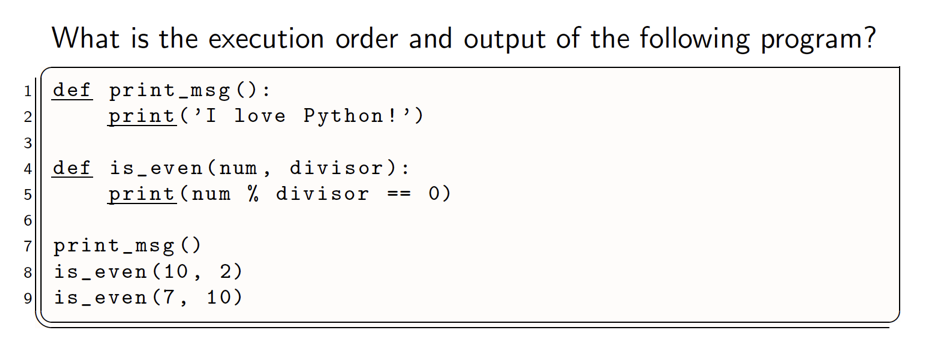 What is the execution order and output of the following program?
1 def print_msg():
2     print('I love Python!')
3
4 def is_even(num, divisor):
5     print(num % divisor == 0)
6
7 print_msg()
8 is_even(10, 2)
9 is_even(7, 10)